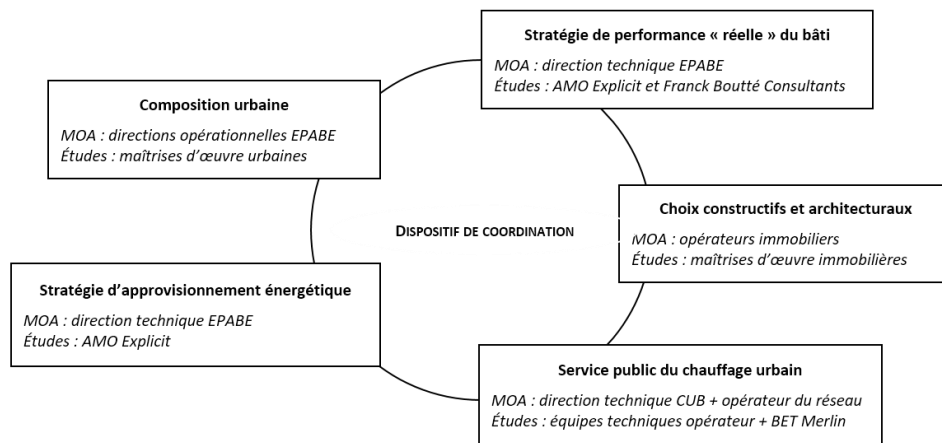 Stratégie de performance « réelle » du bâti
MOA : direction technique EPABE
Études : AMO Explicit et Franck Boutté Consultants
Composition urbaine
MOA : directions opérationnelles EPABE
Études : maîtrises d’œuvre urbaines
Choix constructifs et architecturaux
MOA : opérateurs immobiliers
Études : maîtrises d’œuvre immobilières
DISPOSITIF DE COORDINATION
Stratégie d’approvisionnement énergétique
MOA : direction technique EPABE
Études : AMO Explicit
Service public du chauffage urbain
MOA : direction technique CUB + opérateur du réseau
Études : équipes techniques opérateur + BET Merlin